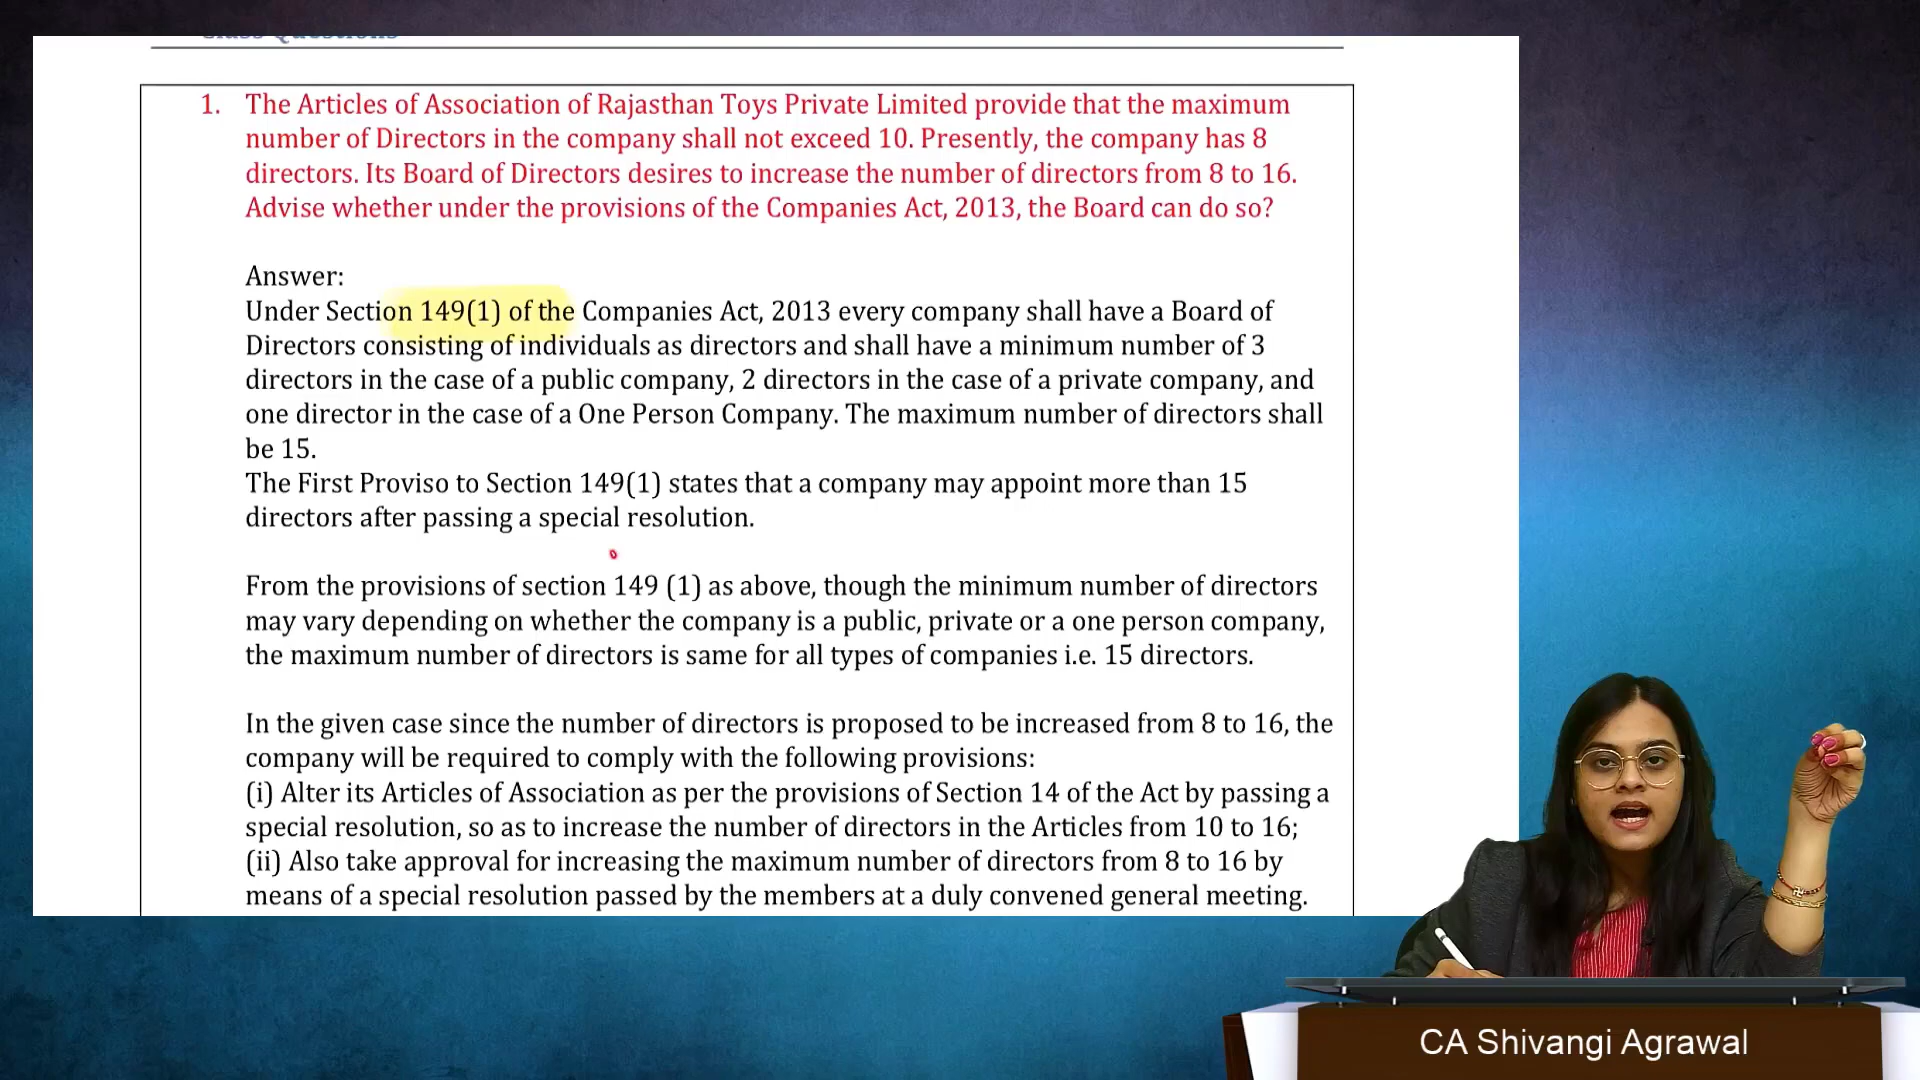 Class Questions
1. The Articles of Association of Rajasthan Toys Private Limited provide that the maximum
number of Directors in the company shall not exceed 10. Presently, the company has 8
directors. Its Board of Directors desires to increase the number of directors from 8 to 16.
Advise whether under the provisions of the Companies Act, 2013, the Board can do so?
Answer:
Under Section 149(1) of the Companies Act, 2013 every company shall have a Board of
Directors consisting of individuals as directors and shall have a minimum number of 3
directors in the case of a public company, 2 directors in the case of a private company, and
one director in the case of a One Person Company. The maximum number of directors shall
be 15.
The First Proviso to Section 149(1) states that a company may appoint more than 15
directors after passing a special resolution.
From the provisions of section 149 (1) as above, though the minimum number of directors
may vary depending on whether the company is a public, private or a one person company,
the maximum number of directors is same for all types of companies i.e. 15 directors.
In the given case since the number of directors is proposed to be increased from 8 to 16, the
company will be required to comply with the following provisions:
(i) Alter its Articles of Association as per the provisions of Section 14 of the Act by passing a
special resolution, so as to increase the number of directors in the Articles from 10 to 16;
(ii) Also take approval for increasing the maximum number of directors from 8 to 16 by
means of a special resolution passed by the members at a duly convened general meeting.
CA Shivangi Agrawal